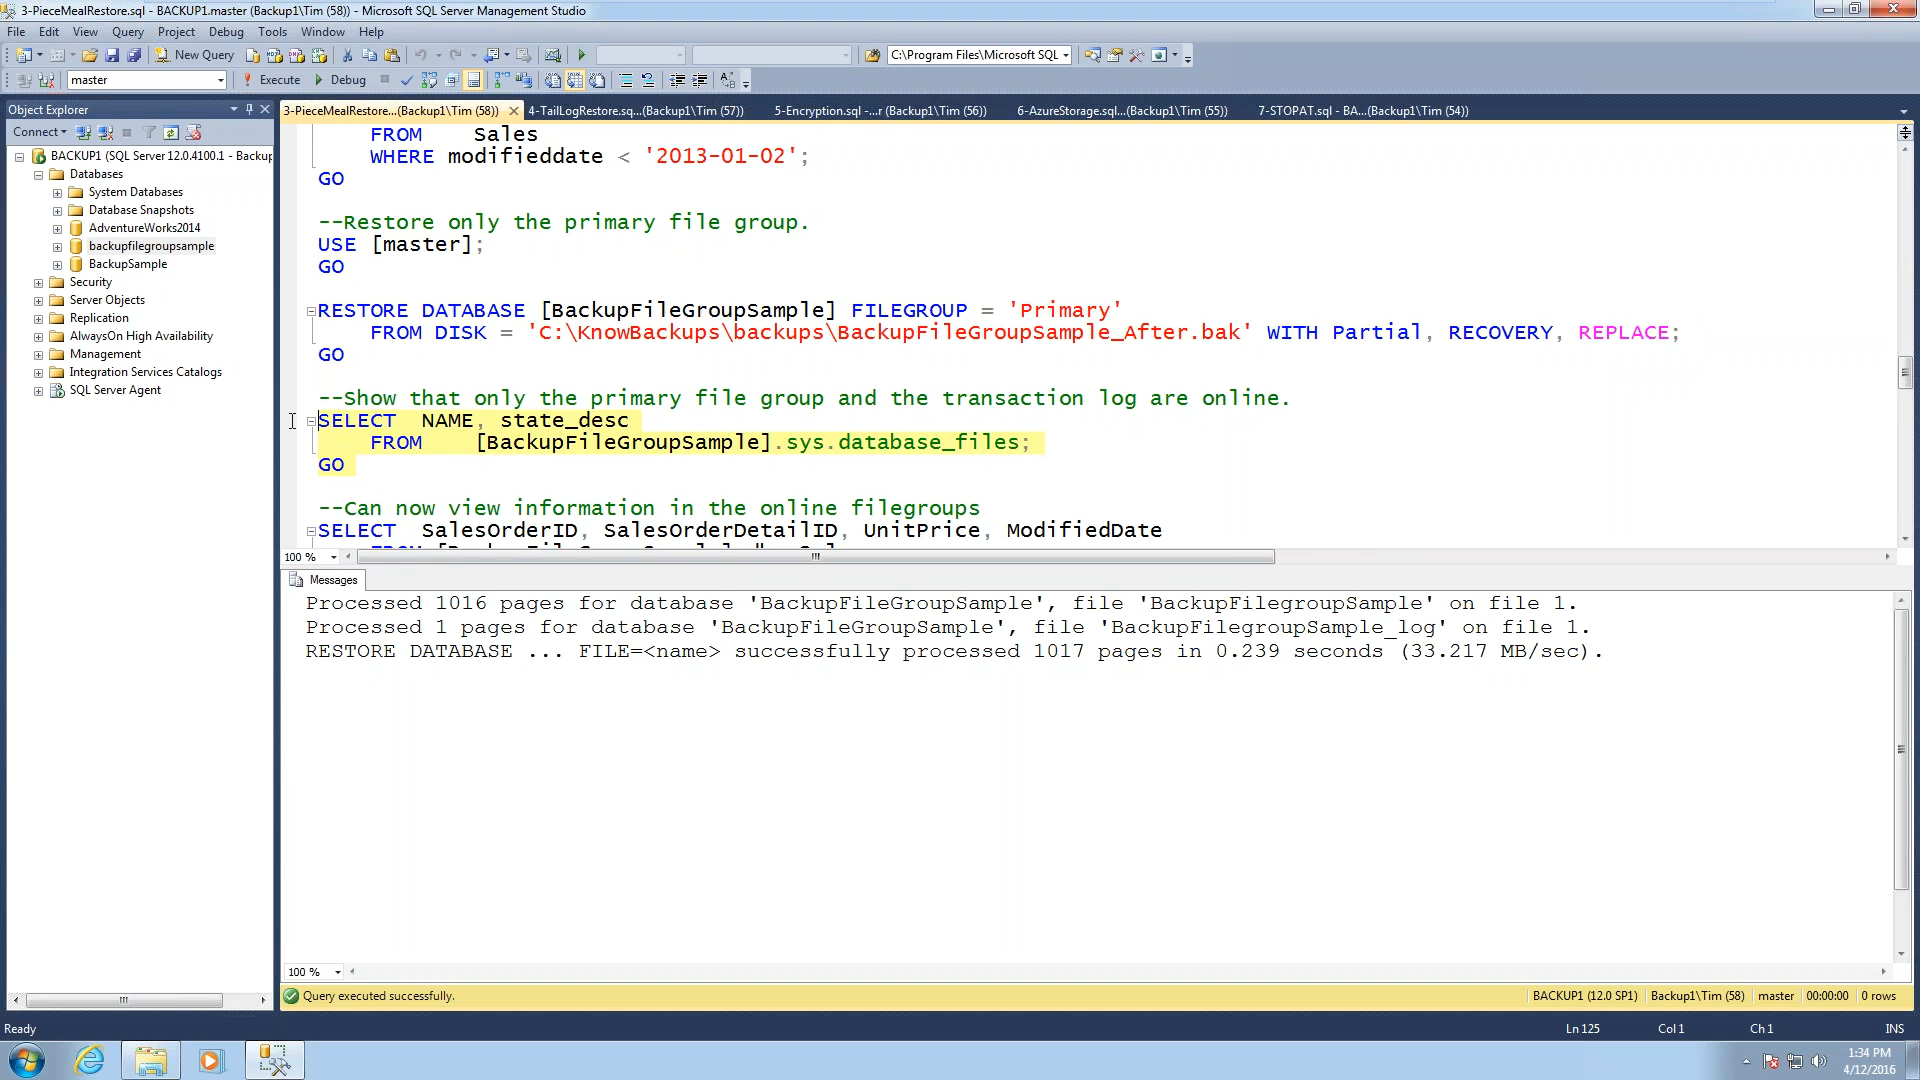 3-PieceMealRestore.sql - BACKUP1.master (Backup1\Tim (58)) - Microsoft SQL Server Management Studio
File Edit View Query Project Debug Tools Window Help
New Query C:\Program Files\Microsoft SQL
master Execute Debug
Object Explorer
Connect
BACKUP1 (SQL Server 12.0.4100.1 - Backup
Databases
System Databases
Database Snapshots
AdventureWorks2014
backupfilegroupsample
BackupSample
Security
Server Objects
Replication
AlwaysOn High Availability
Management
Integration Services Catalogs
SQL Server Agent
3-PieceMealRestore...(Backup1\Tim (58)) 4-TailLogRestore.sq...(Backup1\Tim (57)) 5-Encryption.sql -...r (Backup1\Tim (56)) 6-AzureStorage.sql...(Backup1\Tim (55)) 7-STOPAT.sql - BA...(Backup1\Tim (54))
FROM Sales
WHERE modifieddate < '2013-01-02';
GO
--Restore only the primary file group.
USE [master];
GO
RESTORE DATABASE [BackupFileGroupSample] FILEGROUP = 'Primary'
FROM DISK = 'C:\KnowBackups\backups\BackupFileGroupSample_After.bak' WITH Partial, RECOVERY, REPLACE;
GO
--Show that only the primary file group and the transaction log are online.
SELECT NAME, state_desc
FROM [BackupFileGroupSample].sys.database_files;
GO
--Can now view information in the online filegroups
SELECT SalesOrderID, SalesOrderDetailID, UnitPrice, ModifiedDate
100 %
Messages
Processed 1016 pages for database 'BackupFileGroupSample', file 'BackupFilegroupSample' on file 1.
Processed 1 pages for database 'BackupFileGroupSample', file 'BackupFilegroupSample_log' on file 1.
RESTORE DATABASE ... FILE=<name> successfully processed 1017 pages in 0.239 seconds (33.217 MB/sec).
100 %
Query executed successfully. BACKUP1 (12.0 SP1) Backup1\Tim (58) master 00:00:00 0 rows
Ready Ln 125 Col 1 Ch 1 INS
1:34 PM
4/12/2016